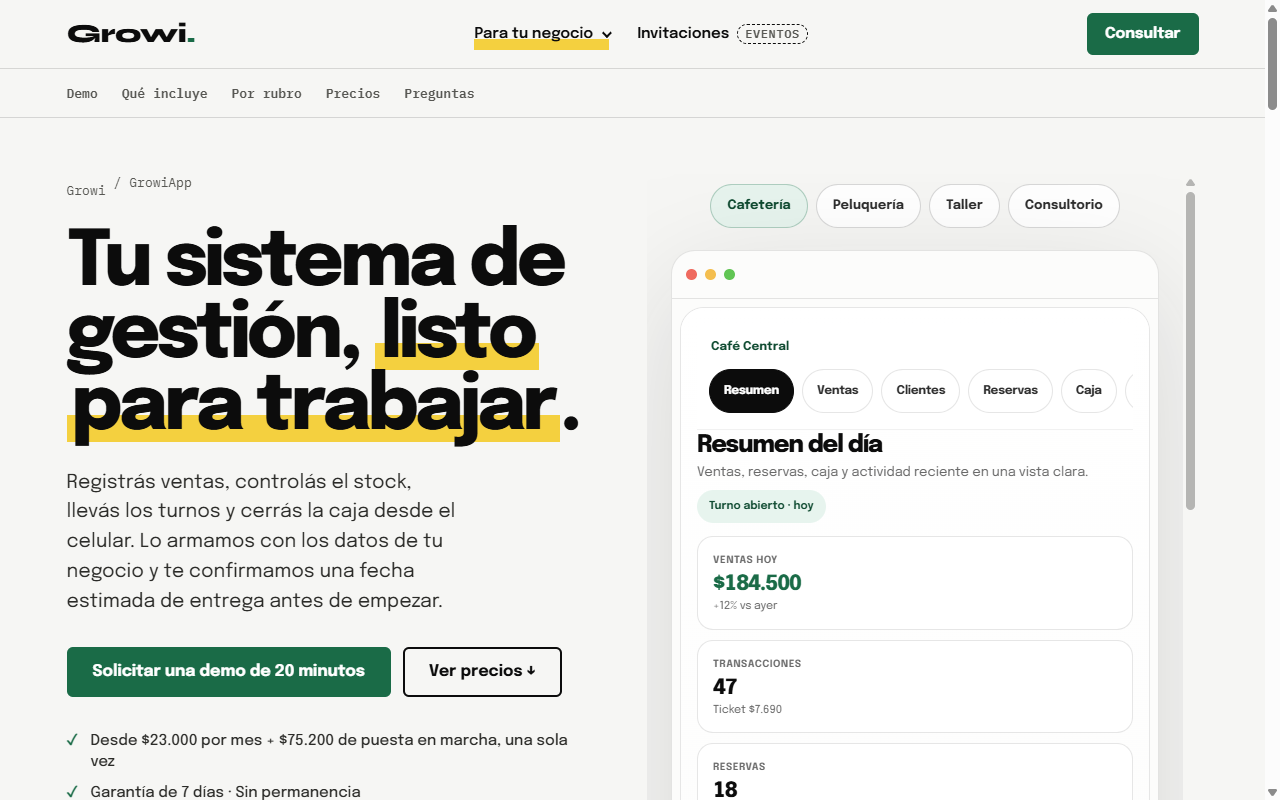 Growi.
Para tu negocio
Invitaciones EVENTOS
Consultar
Demo
Qué incluye
Por rubro
Precios
Preguntas
Growi / GrowiApp
Tu sistema de
gestión, listo
para trabajar.
Registrás ventas, controlás el stock,
llevás los turnos y cerrás la caja desde el
celular. Lo armamos con los datos de tu
negocio y te confirmamos una fecha
estimada de entrega antes de empezar.
Solicitar una demo de 20 minutos
Ver precios ↓
✓ Desde $23.000 por mes + $75.200 de puesta en marcha, una sola
vez
✓ Garantía de 7 días · Sin permanencia
Cafetería
Peluquería
Taller
Consultorio
Café Central
Resumen
Ventas
Clientes
Reservas
Caja
Resumen del día
Ventas, reservas, caja y actividad reciente en una vista clara.
Turno abierto · hoy
VENTAS HOY
$184.500
+12% vs ayer
TRANSACCIONES
47
Ticket $7.690
RESERVAS
18